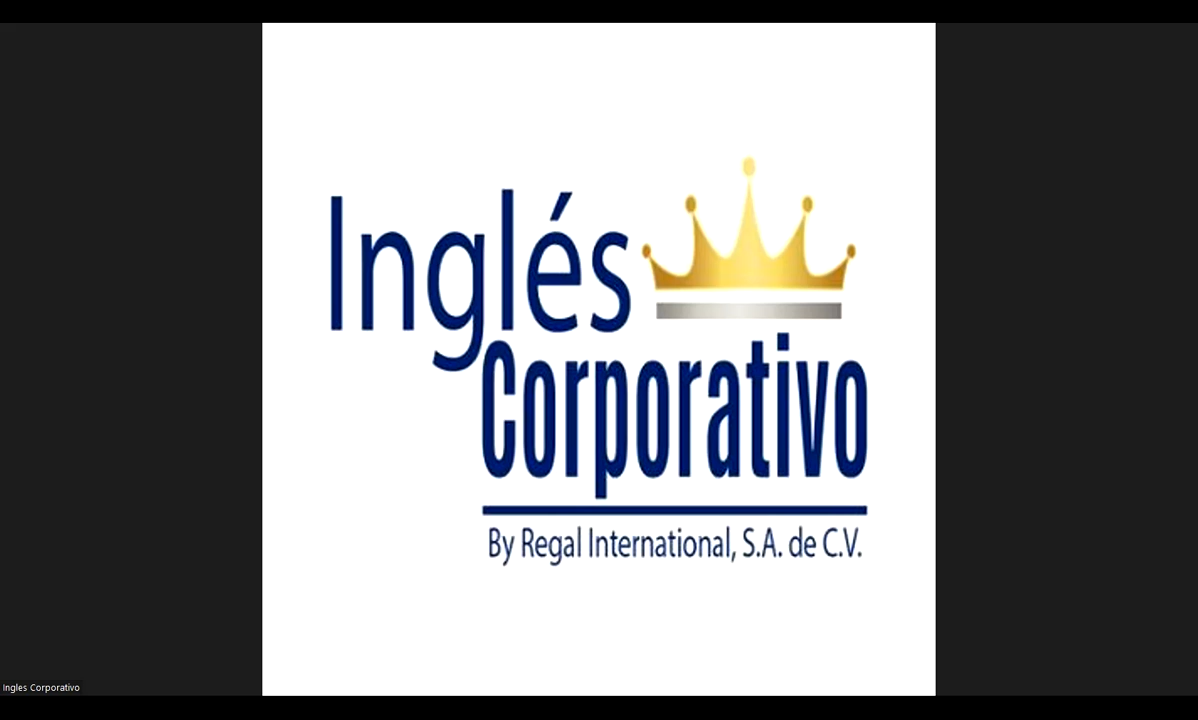 Inglés
Corporativo
By Regal International, S.A. de C.V.
Ingles Corporativo